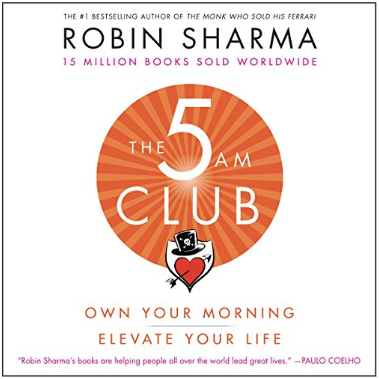 THE #1 BESTSELLING AUTHOR OF THE MONK WHO SOLD HIS FERRARI
ROBIN SHARMA
15 MILLION BOOKS SOLD WORLDWIDE
THE 5 AM
CLUB
OWN YOUR MORNING
ELEVATE YOUR LIFE
"Robin Sharma's books are helping people all over the world lead great lives." —PAULO COELHO